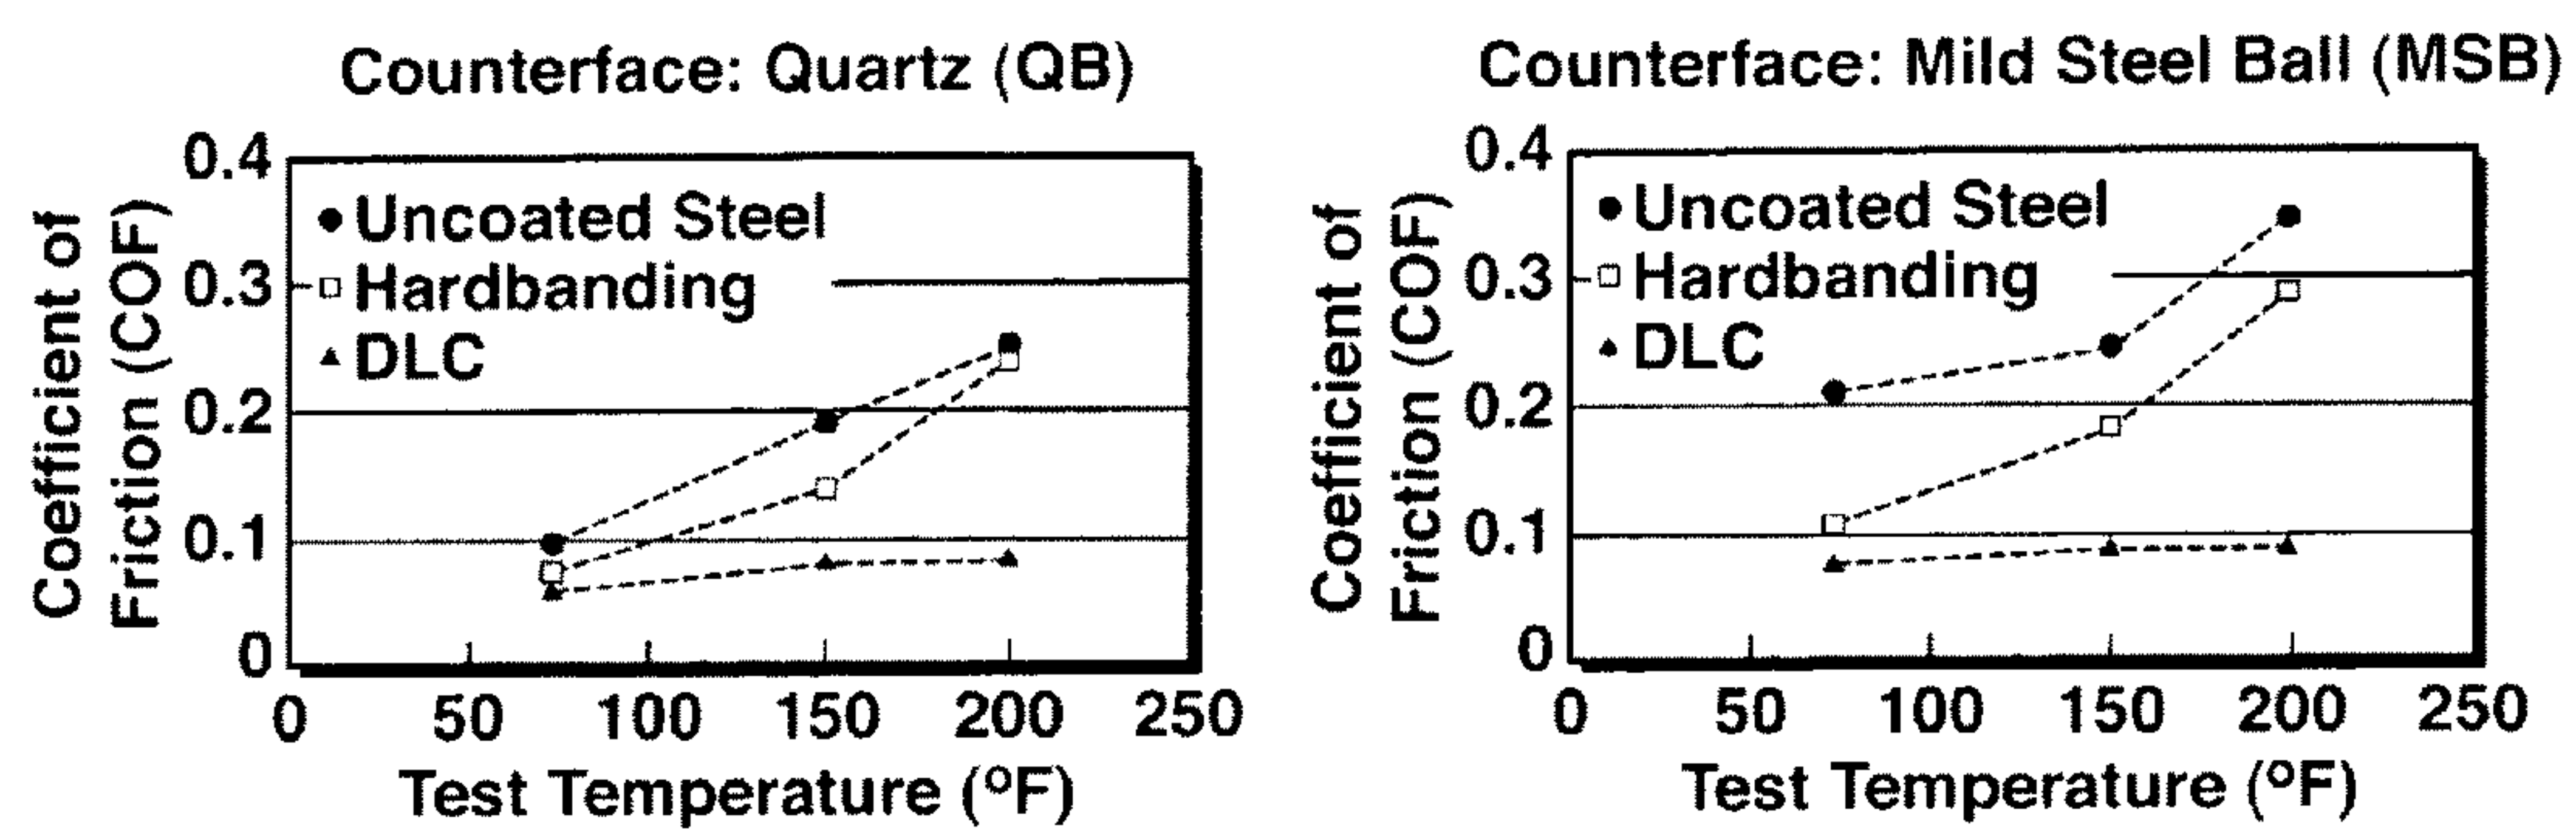 Counterface: Quartz (QB)
Coefficient of
Friction (COF)
0.4
0.3
0.2
0.1
0
Uncoated Steel
Hardbanding
DLC
0 50 100 150 200 250
Test Temperature (°F)
Counterface: Mild Steel Ball (MSB)
Coefficient of
Friction (COF)
0.4
0.3
0.2
0.1
0
Uncoated Steel
Hardbanding
DLC
0 50 100 150 200 250
Test Temperature (°F)